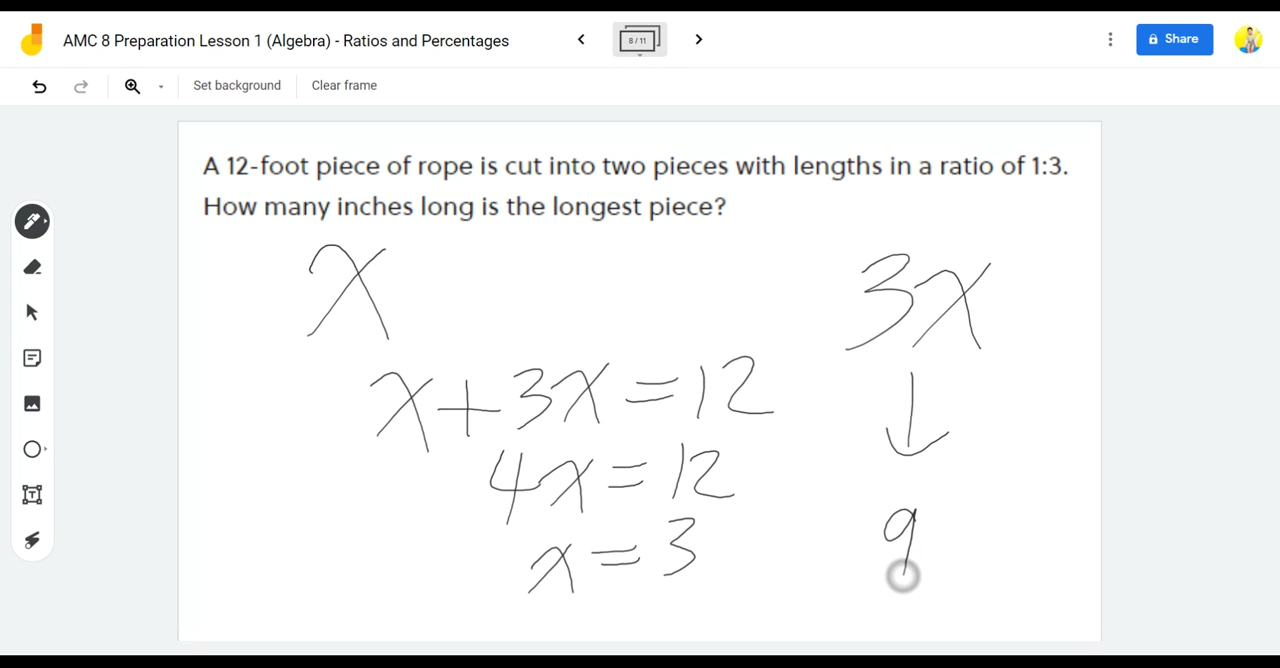 AMC 8 Preparation Lesson 1 (Algebra) - Ratios and Percentages
8 / 11
Share
Set background
Clear frame
A 12-foot piece of rope is cut into two pieces with lengths in a ratio of 1:3.
How many inches long is the longest piece?
x 3x
x+3x=12
4x=12
x=3
9
T